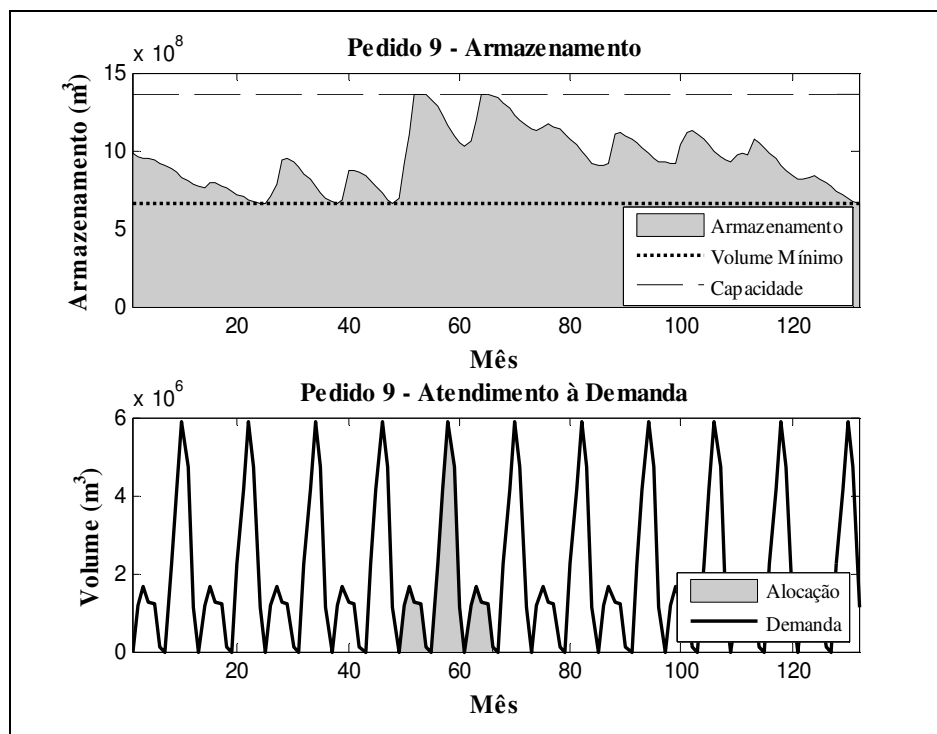 Pedido 9 - Armazenamento
x 10^8
15
10
5
0
Armazenamento (m^3)
Armazenamento
Volume Mínimo
Capacidade
20 40 60 80 100 120
Mês
Pedido 9 - Atendimento à Demanda
x 10^6
6
4
2
0
Volume (m^3)
Alocação
Demanda
20 40 60 80 100 120
Mês